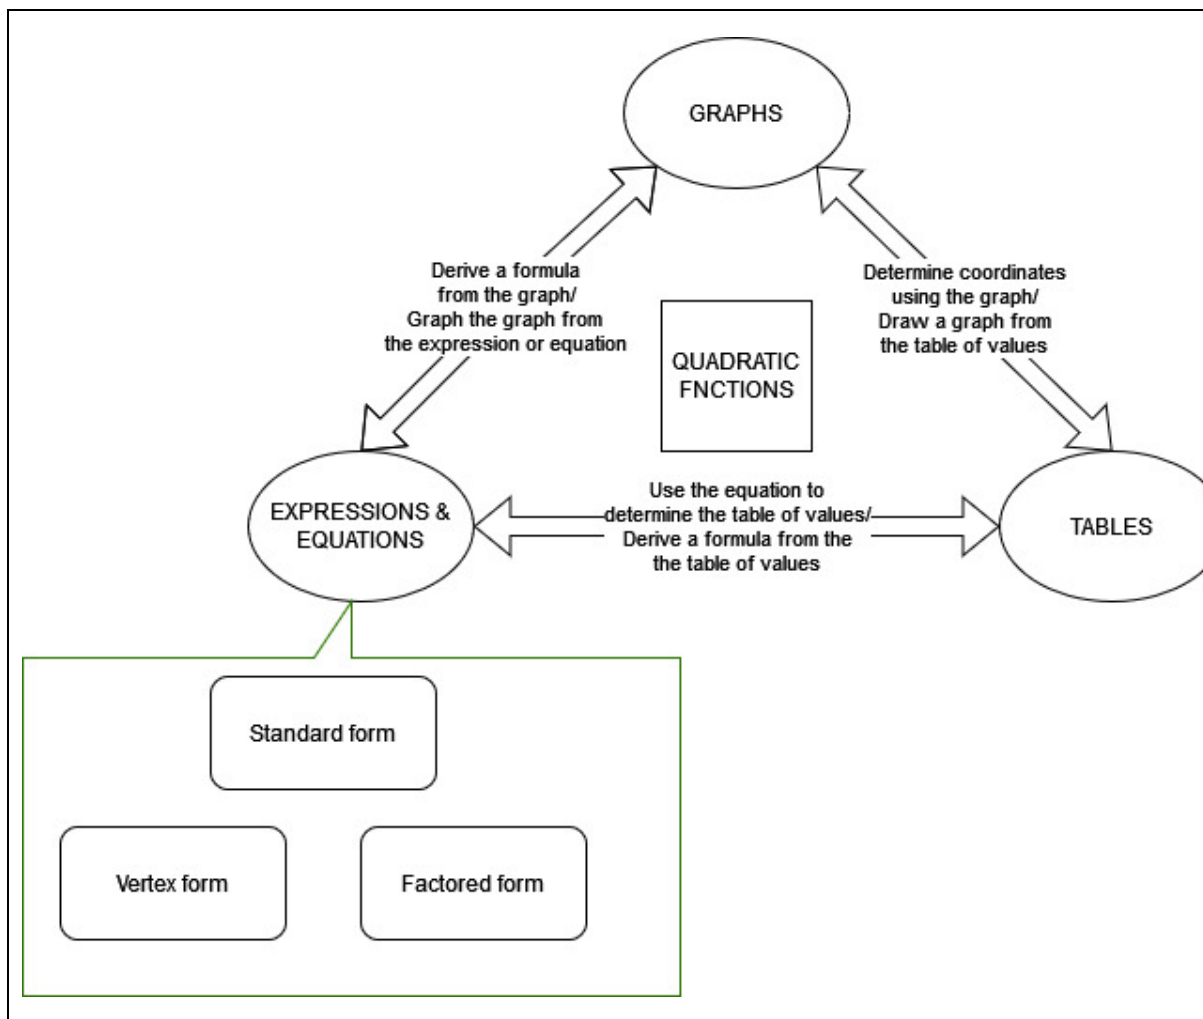 GRAPHS
Derive a formula
from the graph/
Graph the graph from
the expression or equation
Determine coordinates
using the graph/
Draw a graph from
the table of values
QUADRATIC
FNCTIONS
EXPRESSIONS &
EQUATIONS
Use the equation to
determine the table of values/
Derive a formula from the
the table of values
TABLES
Standard form
Vertex form
Factored form